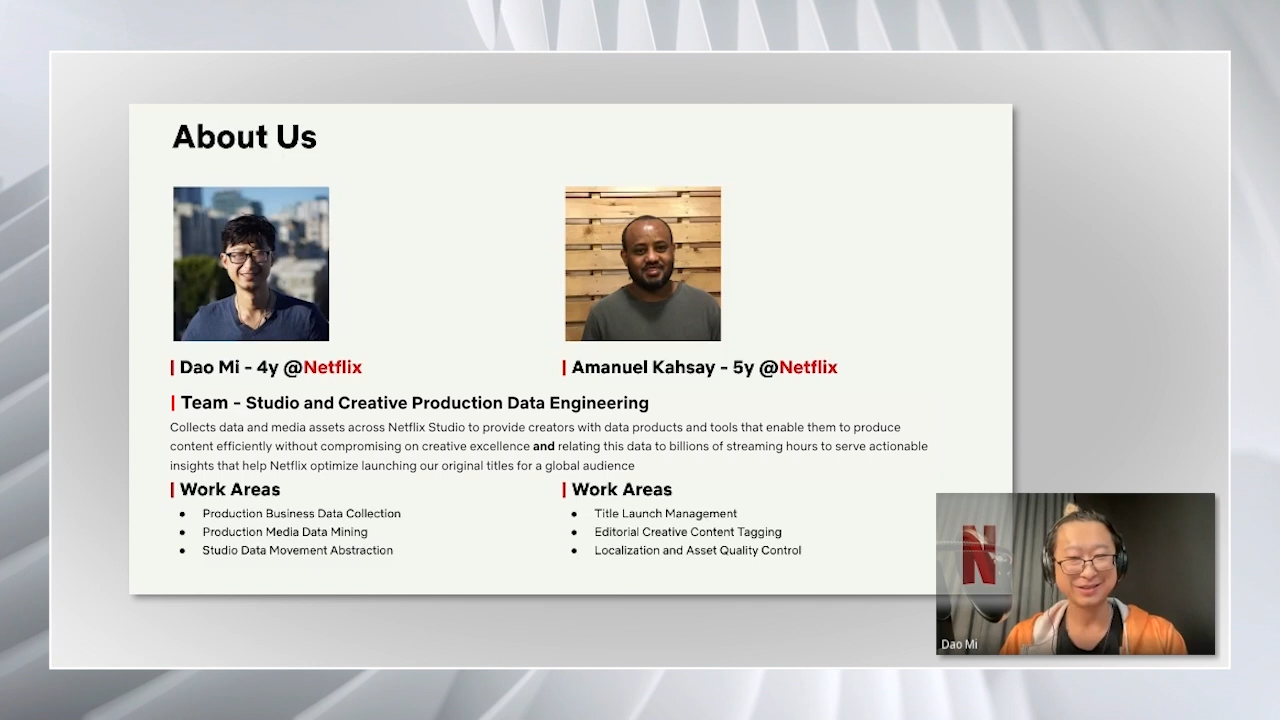 About Us
Dao Mi - 4y @Netflix
Amanuel Kahsay - 5y @Netflix
Team - Studio and Creative Production Data Engineering
Collects data and media assets across Netflix Studio to provide creators with data products and tools that enable them to produce
content efficiently without compromising on creative excellence and relating this data to billions of streaming hours to serve actionable
insights that help Netflix optimize launching our original titles for a global audience
Work Areas
• Production Business Data Collection
• Production Media Data Mining
• Studio Data Movement Abstraction
Work Areas
• Title Launch Management
• Editorial Creative Content Tagging
• Localization and Asset Quality Control
N
Dao Mi